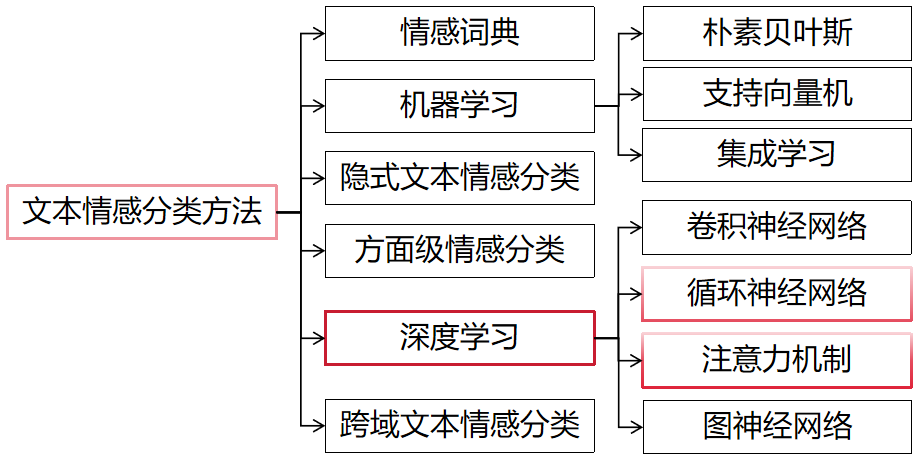 文本情感分类方法
情感词典
机器学习
隐式文本情感分类
方面级情感分类
深度学习
跨域文本情感分类
朴素贝叶斯
支持向量机
集成学习
卷积神经网络
循环神经网络
注意力机制
图神经网络